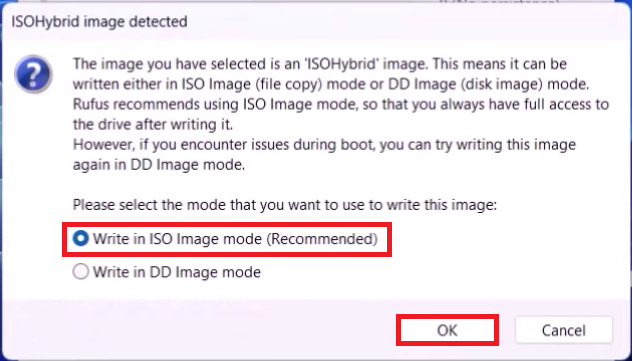 ISOHybrid image detected
The image you have selected is an 'ISOHybrid' image. This means it can be
written either in ISO Image (file copy) mode or DD Image (disk image) mode.
Rufus recommends using ISO Image mode, so that you always have full access to
the drive after writing it.
However, if you encounter issues during boot, you can try writing this image
again in DD Image mode.
Please select the mode that you want to use to write this image:
Write in ISO Image mode (Recommended)
Write in DD Image mode
OK
Cancel